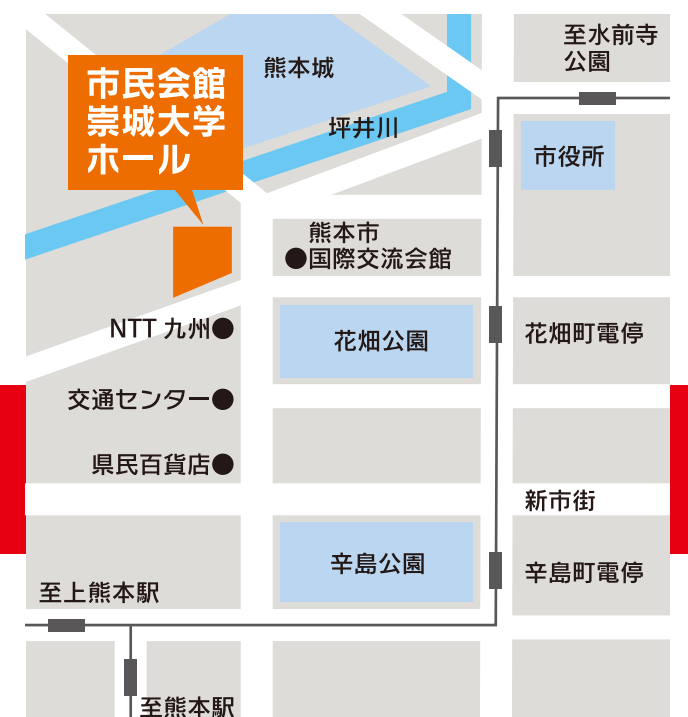 至水前寺
公園
熊本城
市民会館
崇城大学
ホール
坪井川
市役所
熊本市
国際交流会館
NTT 九州
花畑公園
花畑町電停
交通センター
県民百貨店
新市街
辛島公園
辛島町電停
至上熊本駅
至熊本駅